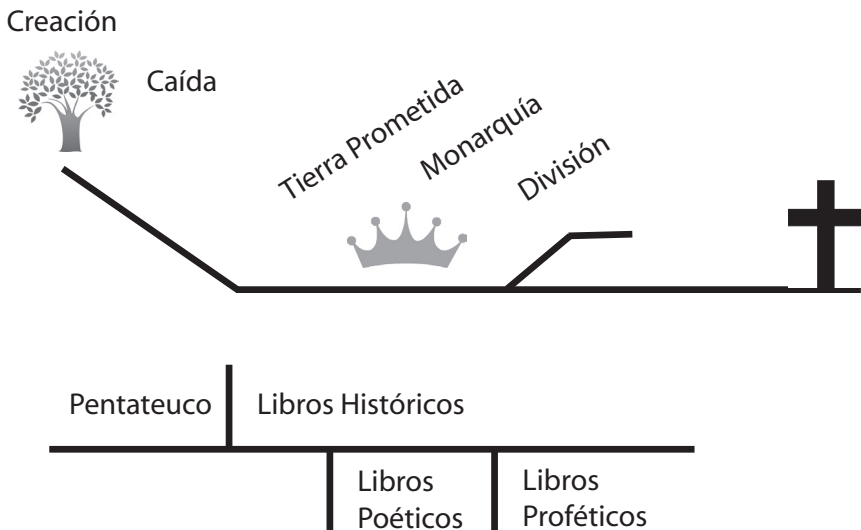 Creación
Caída
Tierra Prometida
Monarquía
División
Pentateuco
Libros Históricos
Libros
Poéticos
Libros
Proféticos